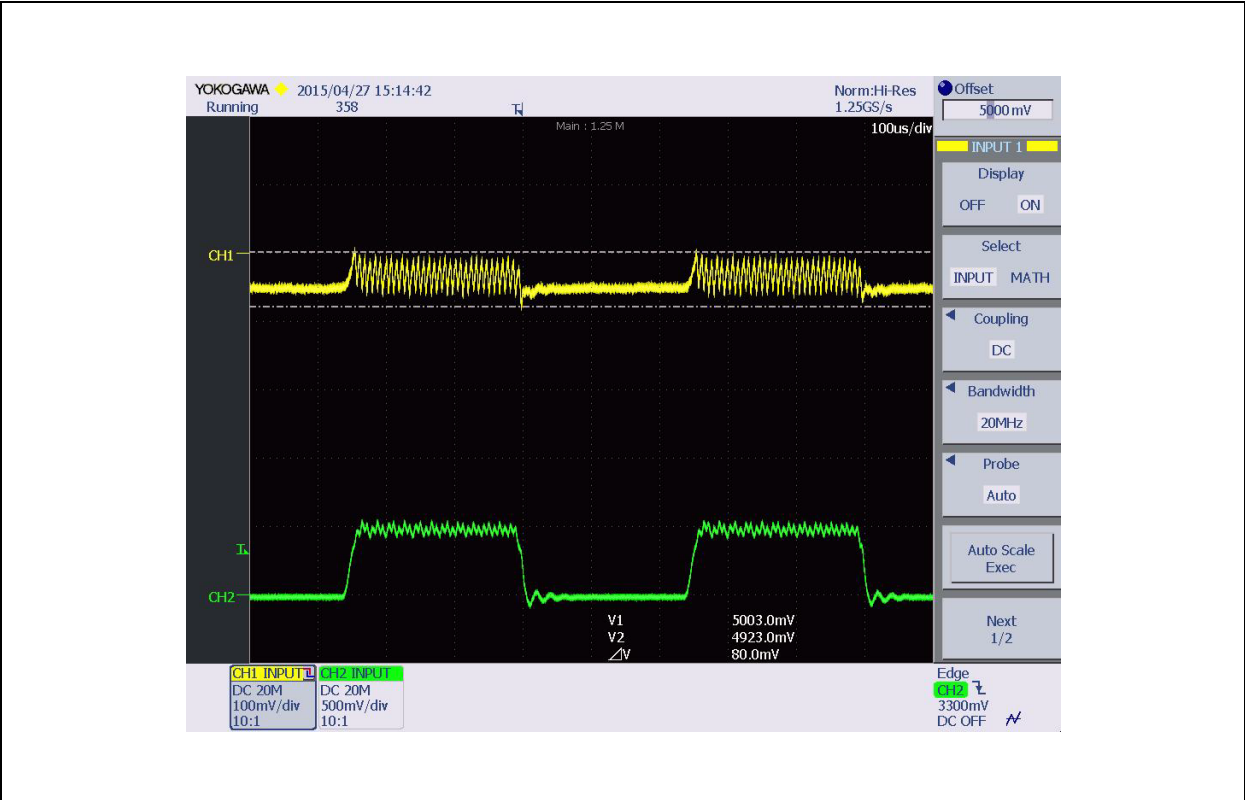 YOKOGAWA 2015/04/27 15:14:42 Norm:Hi-Res
Running 358 1.25GS/s
Main : 1.25 M
100us/div
Offset
5000 mV
INPUT 1
Display
OFF ON
Select
INPUT MATH
Coupling
DC
Bandwidth
20MHz
Probe
Auto
Auto Scale
Exec
Next
1/2
CH1
T
CH2
V1 5003.0mV
V2 4923.0mV
⊿V 80.0mV
CH1 INPUT
DC 20M
100mV/div
10:1
CH2 INPUT
DC 20M
500mV/div
10:1
Edge
CH2
3300mV
DC OFF